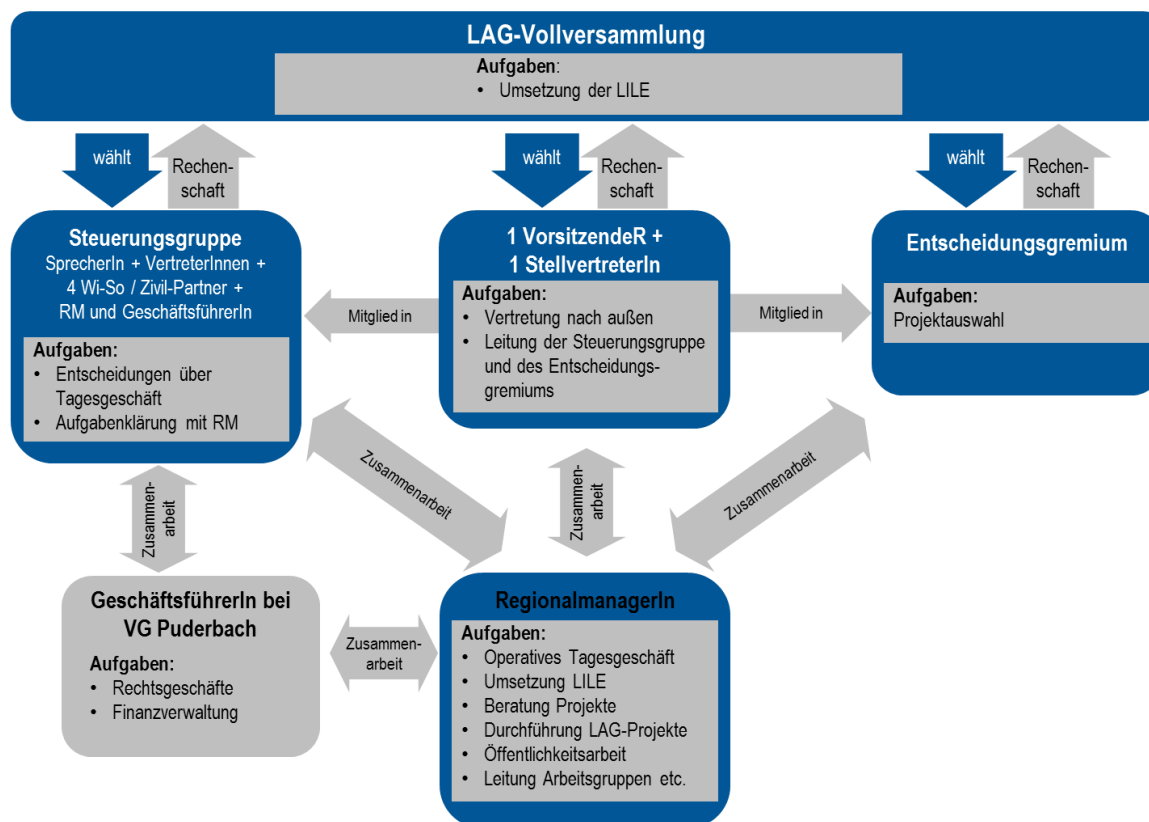 LAG-Vollversammlung
Aufgaben:
• Umsetzung der LILE
wählt
Rechen-
schaft
wählt
Rechen-
schaft
wählt
Rechen-
schaft
Steuerungsgruppe
SprecherIn + VertreterInnen +
4 Wi-So / Zivil-Partner +
RM und GeschäftsführerIn
Aufgaben:
• Entscheidungen über
Tagesgeschäft
• Aufgabenklärung mit RM
Mitglied in
1 VorsitzendeR +
1 StellvertreterIn
Aufgaben:
• Vertretung nach außen
• Leitung der Steuerungsgruppe
und des Entscheidungs-
gremiums
Mitglied in
Entscheidungsgremium
Aufgaben:
Projektauswahl
Zusammen-
arbeit
Zusammenarbeit
Zusammen-
arbeit
Zusammenarbeit
GeschäftsführerIn bei
VG Puderbach
Aufgaben:
• Rechtsgeschäfte
• Finanzverwaltung
Zusammen-
arbeit
RegionalmanagerIn
Aufgaben:
• Operatives Tagesgeschäft
• Umsetzung LILE
• Beratung Projekte
• Durchführung LAG-Projekte
• Öffentlichkeitsarbeit
• Leitung Arbeitsgruppen etc.